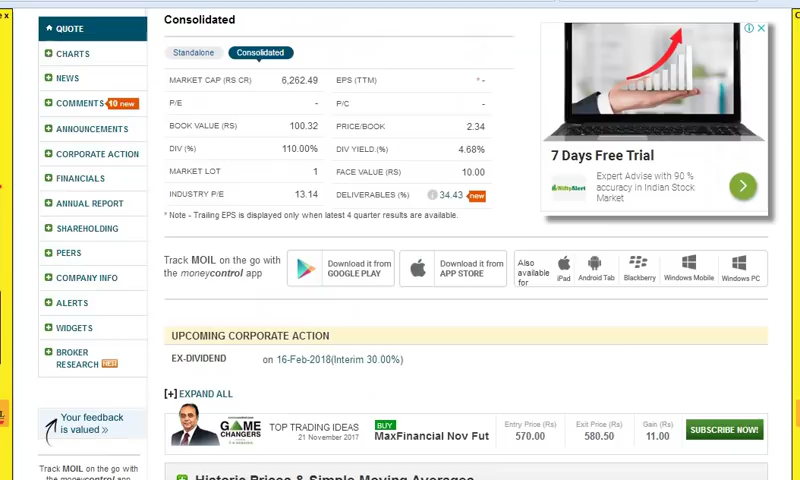 QUOTE
CHARTS
NEWS
COMMENTS 10 new
ANNOUNCEMENTS
CORPORATE ACTION
FINANCIALS
ANNUAL REPORT
SHAREHOLDING
PEERS
COMPANY INFO
ALERTS
WIDGETS
BROKER
RESEARCH
Your feedback
is valued »
Track MOIL on the go with
the moneycontrol app
Consolidated
Standalone Consolidated
MARKET CAP (RS CR) 6,262.49 EPS (TTM) * -
P/E - P/C -
BOOK VALUE (RS) 100.32 PRICE/BOOK 2.34
DIV (%) 110.00% DIV YIELD.(%) 4.68%
MARKET LOT 1 FACE VALUE (RS) 10.00
INDUSTRY P/E 13.14 DELIVERABLES (%) 34.43 new
* Note - Trailing EPS is displayed only when latest 4 quarter results are available.
7 Days Free Trial
NiftyAlert
Expert Advise with 90 %
accuracy in Indian Stock
Market
Track MOIL on the go with
the moneycontrol app
Download it from
GOOGLE PLAY
Download it from
APP STORE
Also
available
for
iPad Android Tab Blackberry Windows Mobile Windows PC
UPCOMING CORPORATE ACTION
EX-DIVIDEND on 16-Feb-2018(Interim 30.00%)
[+] EXPAND ALL
GAME
CHANGERS
TOP TRADING IDEAS
21 November 2017
BUY
MaxFinancial Nov Fut
Entry Price (Rs)
570.00
Exit Price (Rs)
580.50
Gain (Rs)
11.00
SUBSCRIBE NOW!
Historic Prices & Simple Moving Averages